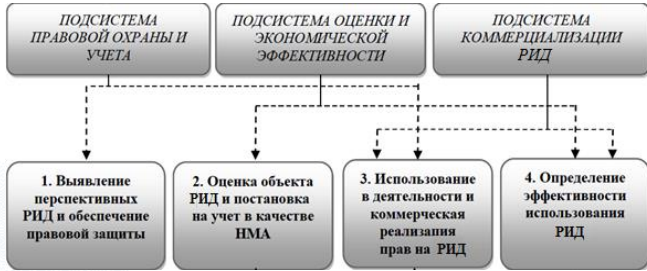 ПОДСИСТЕМА
ПРАВОВОЙ ОХРАНЫ И
УЧЕТА
ПОДСИСТЕМА ОЦЕНКИ И
ЭКОНОМИЧЕСКОЙ
ЭФФЕКТИВНОСТИ
ПОДСИСТЕМА
КОММЕРЦИАЛИЗАЦИИ
РИД
1. Выявление
перспективных
РИД и обеспечение
правовой защиты
2. Оценка объекта
РИД и постановка
на учет в качестве
НМА
3. Использование
в деятельности и
коммерческая
реализация
прав на РИД
4. Определение
эффективности
использования
РИД